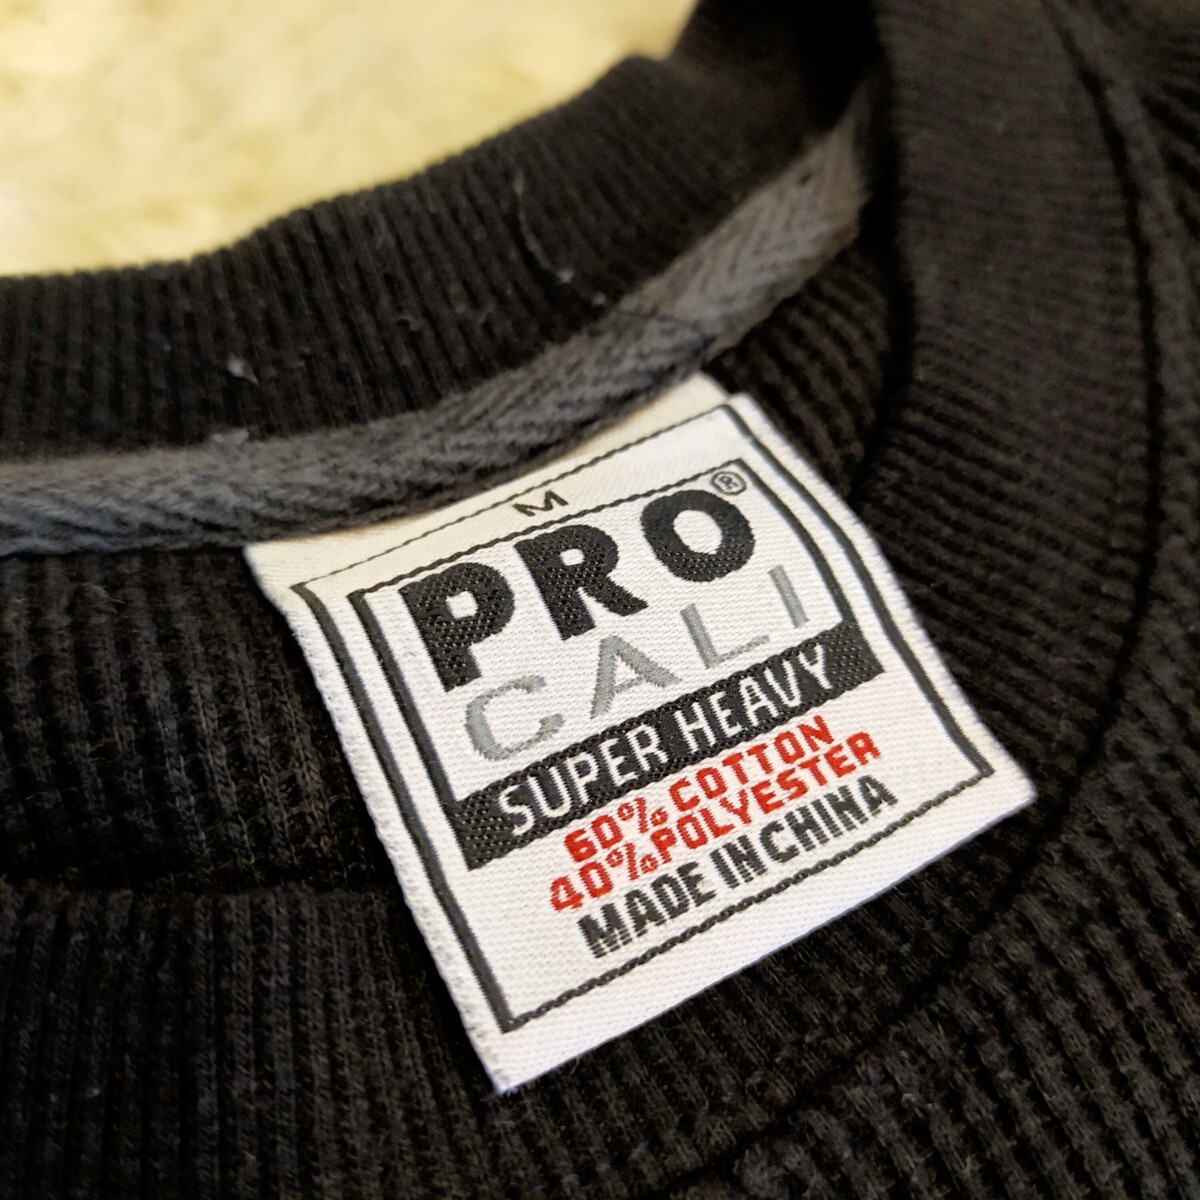 M
PRO®
CALI
SUPER HEAVY
60% COTTON
40% POLYESTER
MADE IN CHINA